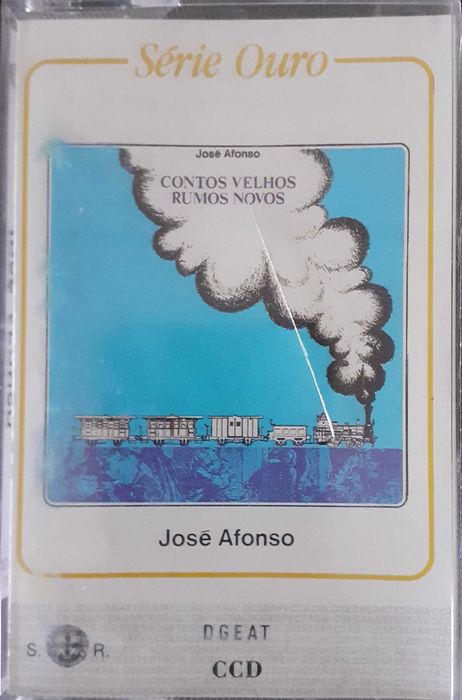 Série Ouro
José Afonso
CONTOS VELHOS
RUMOS NOVOS
José Afonso
DGEAT
S. R.
CCD